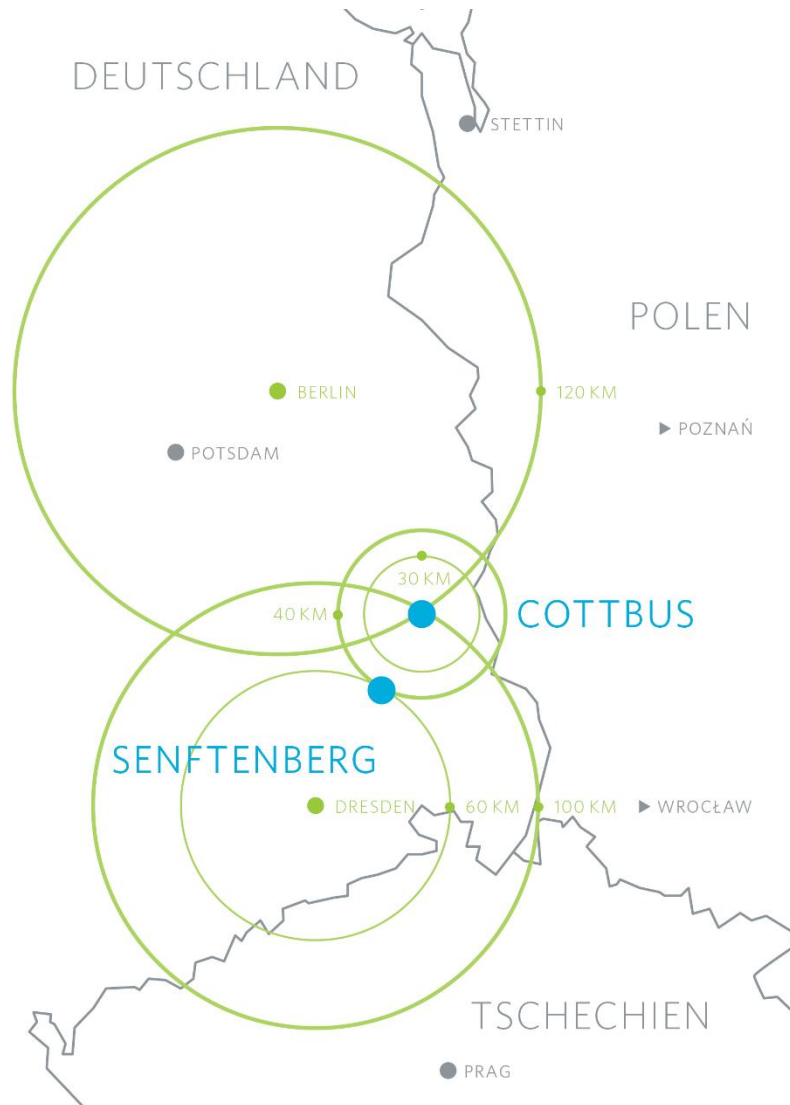 DEUTSCHLAND
STETTIN
POLEN
BERLIN
120 KM
POZNAŃ
POTSDAM
30 KM
40 KM
COTTBUS
SENFTENBERG
DRESDEN
60 KM
100 KM
WROCŁAW
TSCHECHIEN
PRAG